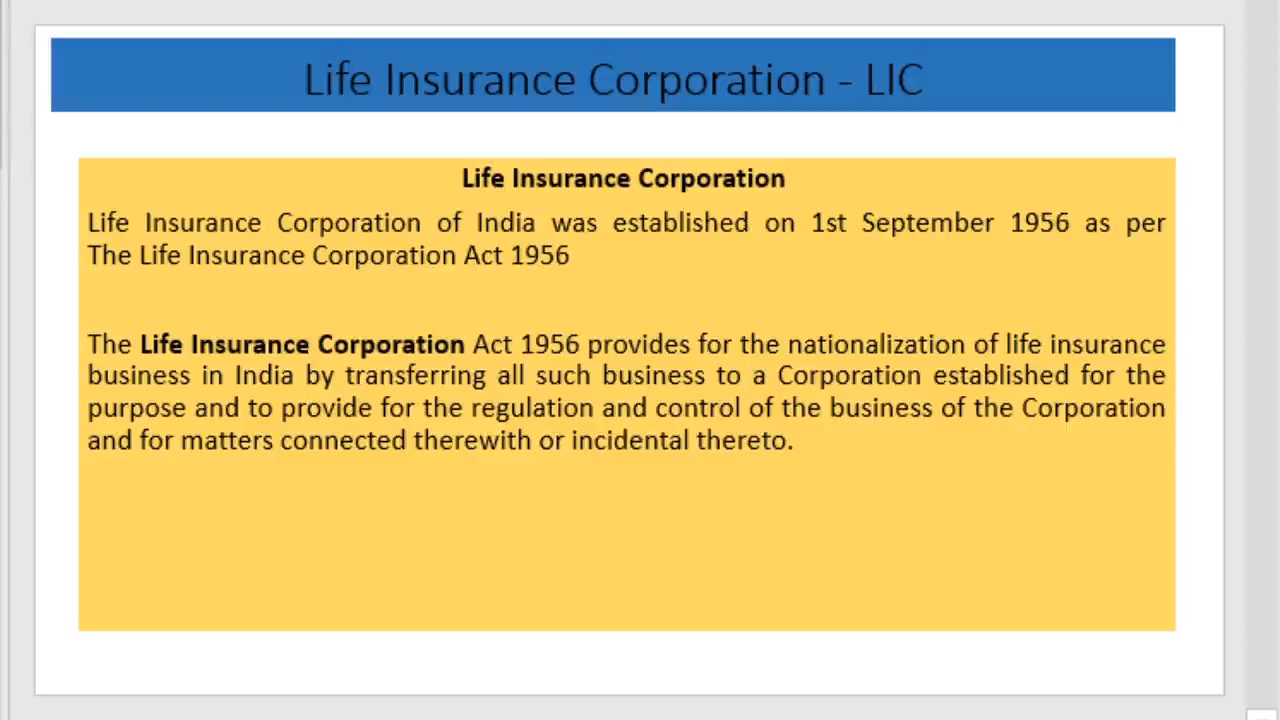 Life Insurance Corporation - LIC
Life Insurance Corporation
Life Insurance Corporation of India was established on 1st September 1956 as per
The Life Insurance Corporation Act 1956
The Life Insurance Corporation Act 1956 provides for the nationalization of life insurance
business in India by transferring all such business to a Corporation established for the
purpose and to provide for the regulation and control of the business of the Corporation
and for matters connected therewith or incidental thereto.